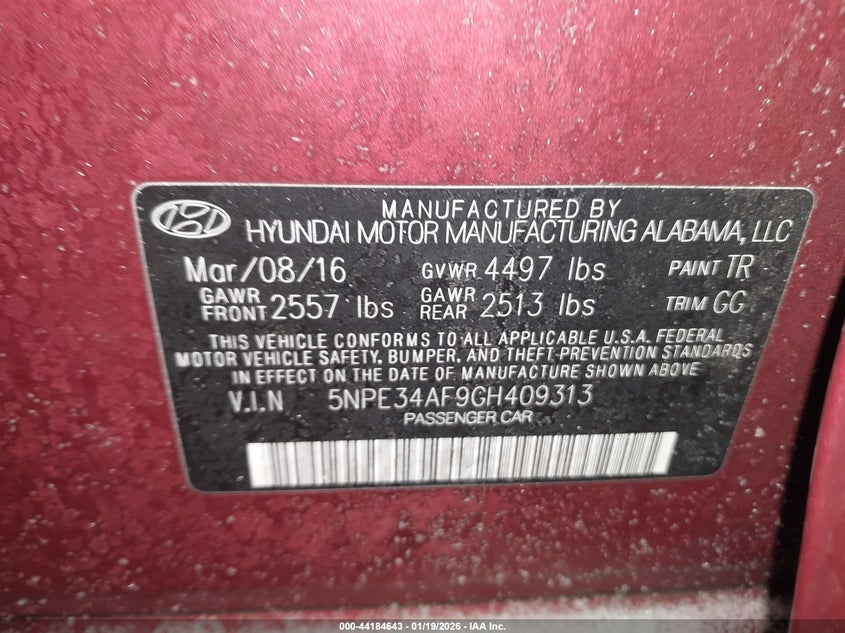 MANUFACTURED BY
HYUNDAI MOTOR MANUFACTURING ALABAMA, LLC
Mar/08/16 GVWR 4497 lbs PAINT TR
GAWR FRONT 2557 lbs GAWR REAR 2513 lbs TRIM GG
THIS VEHICLE CONFORMS TO ALL APPLICABLE U.S.A. FEDERAL
MOTOR VEHICLE SAFETY, BUMPER, AND THEFT PREVENTION STANDARDS
IN EFFECT ON THE DATE OF MANUFACTURE SHOWN ABOVE.
V.I.N 5NPE34AF9GH409313
PASSENGER CAR
000-44184643 - 01/19/2026 - IAA Inc.